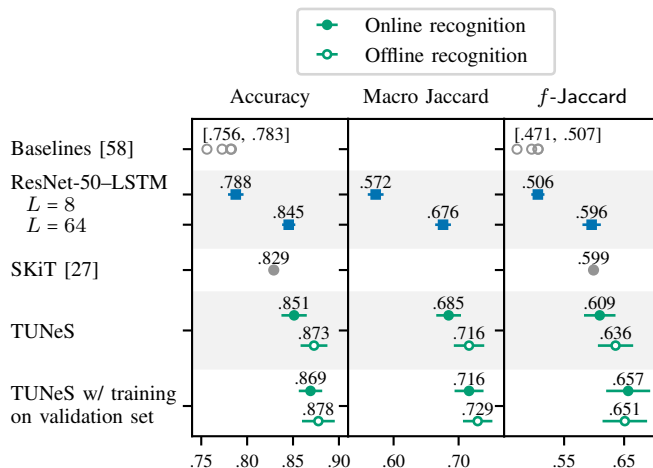 Online recognition
Offline recognition
Accuracy Macro Jaccard f-Jaccard
Baselines [58] [.756, .783] [.471, .507]
ResNet-50–LSTM .788 .572 .506
L = 8
L = 64 .845 .676 .596
SKiT [27] .829 .599
.851 .685 .609
TUNeS .873 .716 .636
TUNeS w/ training .869 .716 .657
on validation set .878 .729 .651
.75 .80 .85 .90 .60 .70 .55 .65